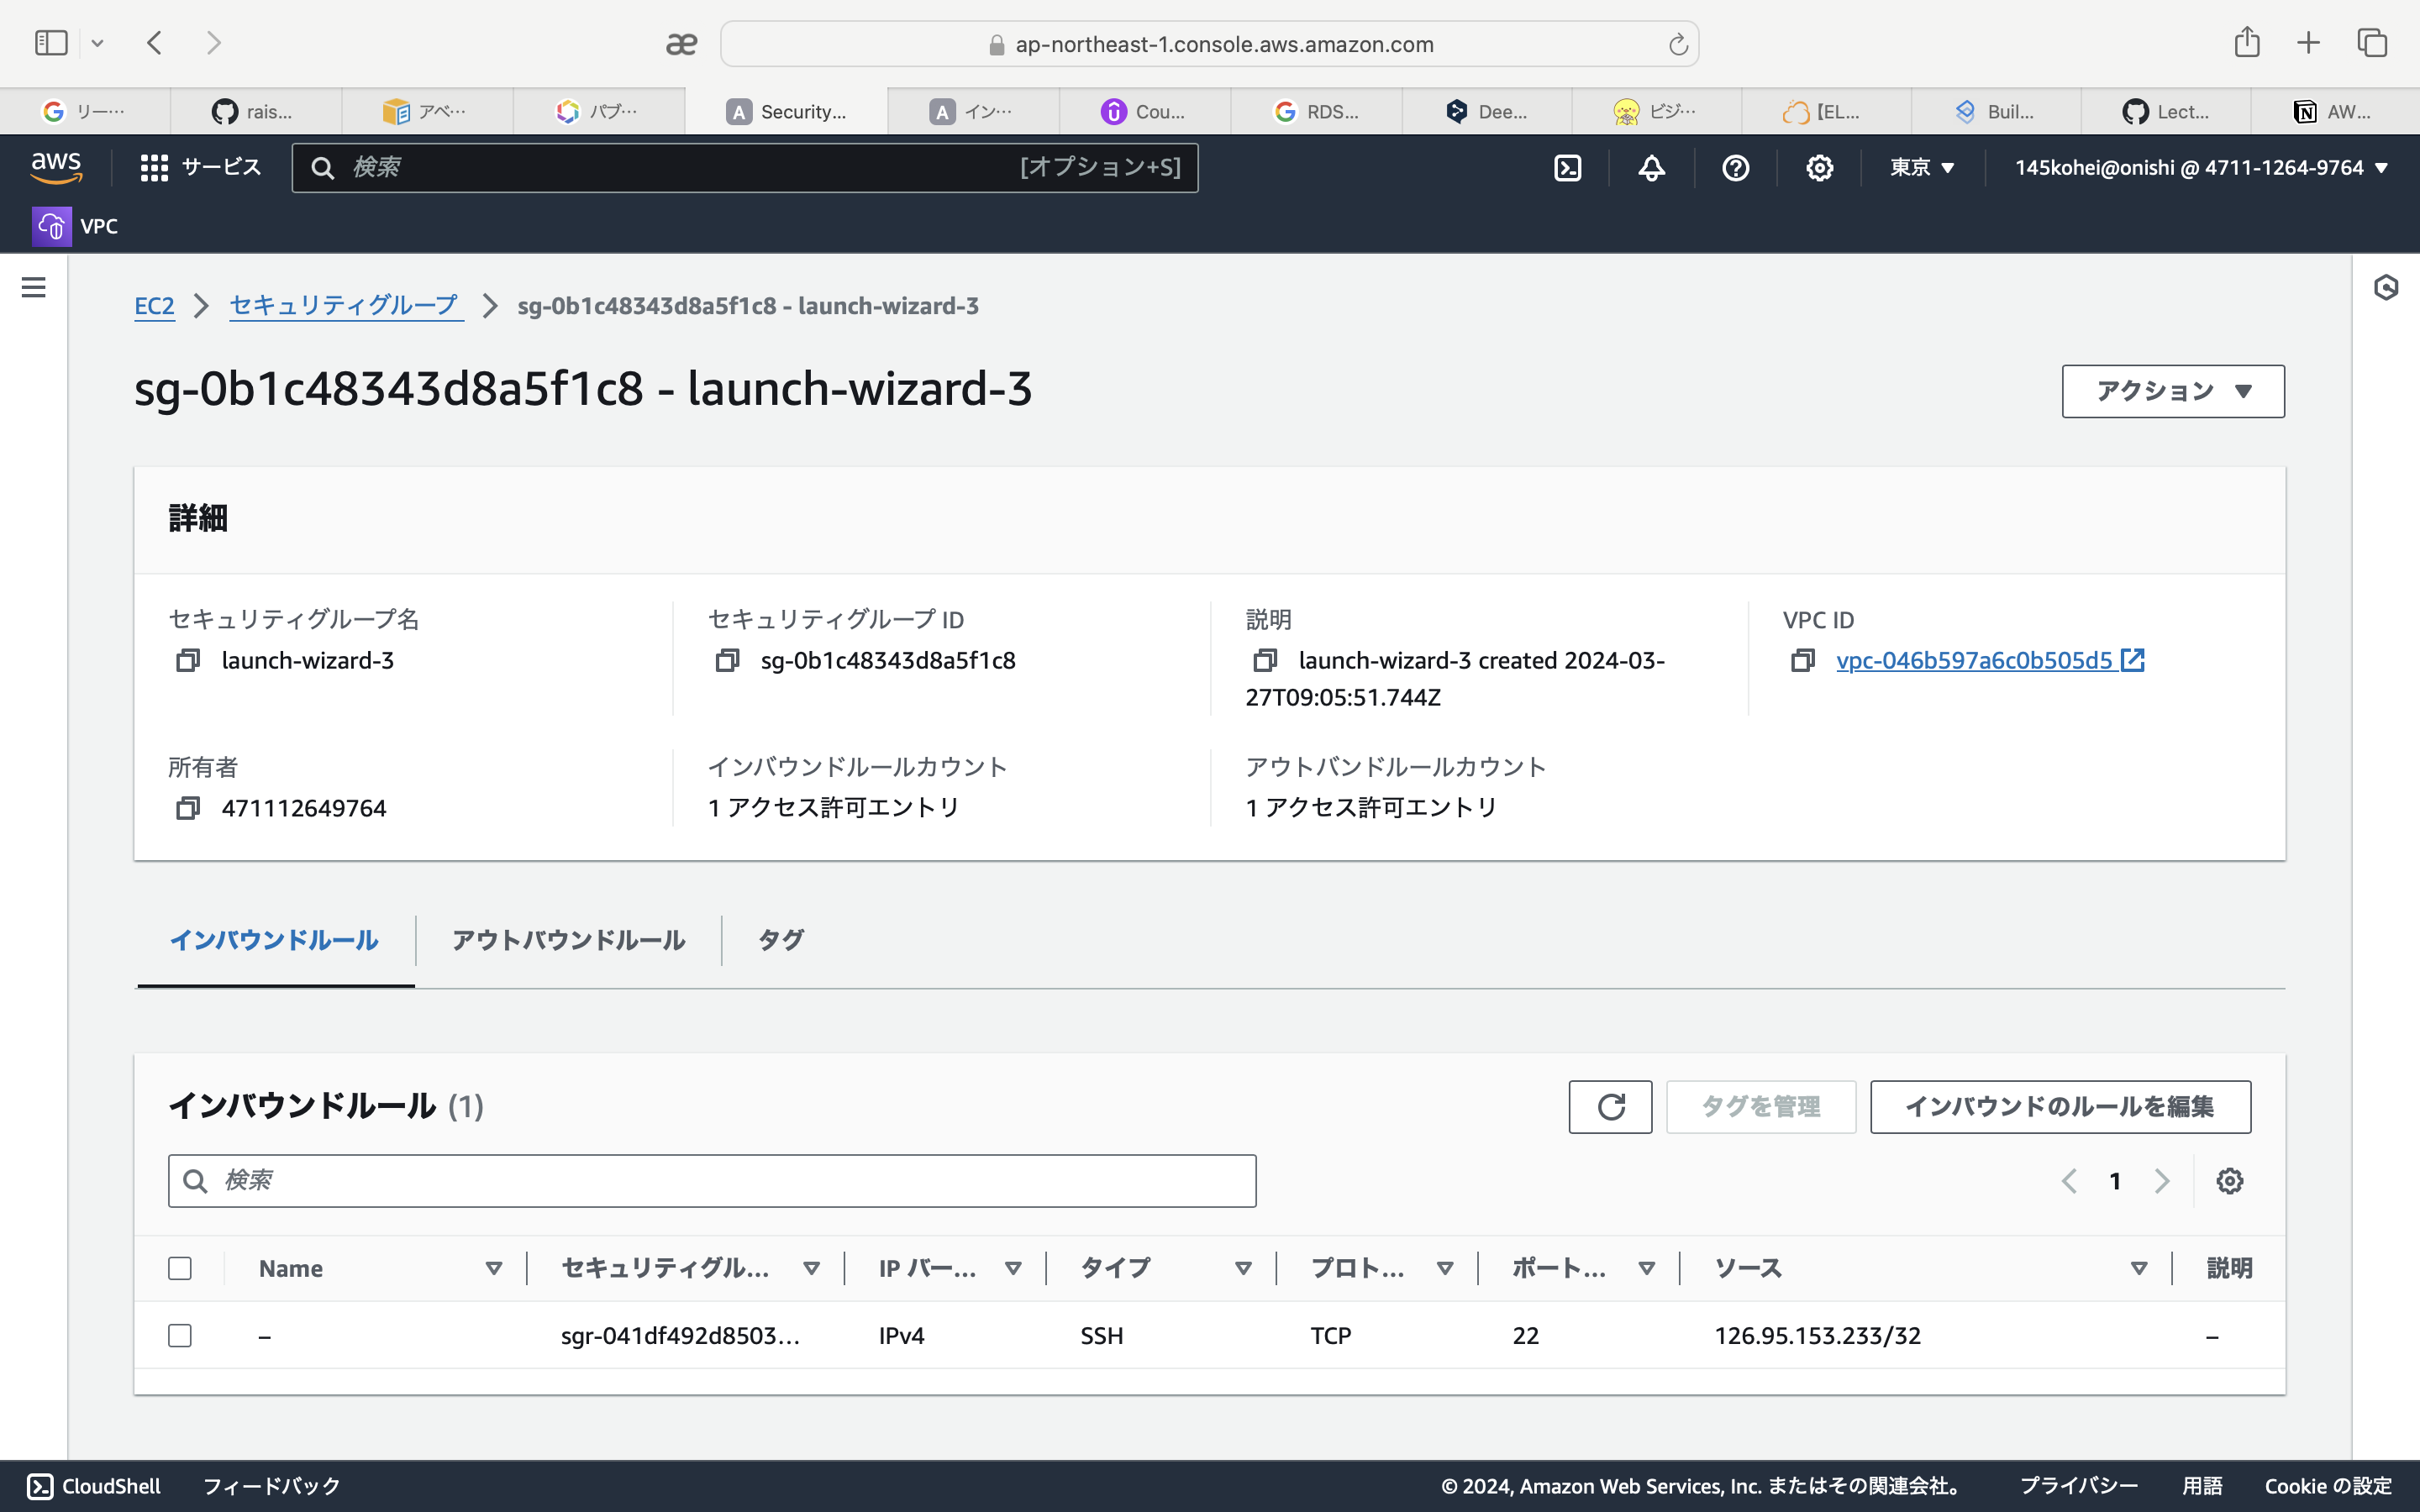 ap-northeast-1.console.aws.amazon.com
リー…
rais...
アベ…
パブ…
Security...
イン…
Cou...
RDS...
Dee...
ビジ…
【EL...
Buil...
Lect...
AW...
aws
サービス
検索
[オプション+S]
東京
145kohei@onishi @ 4711-1264-9764
VPC
EC2
セキュリティグループ
sg-0b1c48343d8a5f1c8 - launch-wizard-3
sg-0b1c48343d8a5f1c8 - launch-wizard-3
アクション
詳細
セキュリティグループ名
launch-wizard-3
セキュリティグループ ID
sg-0b1c48343d8a5f1c8
説明
launch-wizard-3 created 2024-03-
27T09:05:51.744Z
VPC ID
vpc-046b597a6c0b505d5
所有者
471112649764
インバウンドルールカウント
1 アクセス許可エントリ
アウトバンドルールカウント
1 アクセス許可エントリ
インバウンドルール
アウトバウンドルール
タグ
インバウンドルール (1)
タグを管理
インバウンドのルールを編集
検索
1
Name
セキュリティグル...
IP バー...
タイプ
プロト...
ポート...
ソース
説明
–
sgr-041df492d8503...
IPv4
SSH
TCP
22
126.95.153.233/32
–
CloudShell
フィードバック
© 2024, Amazon Web Services, Inc. またはその関連会社。
プライバシー
用語
Cookie の設定